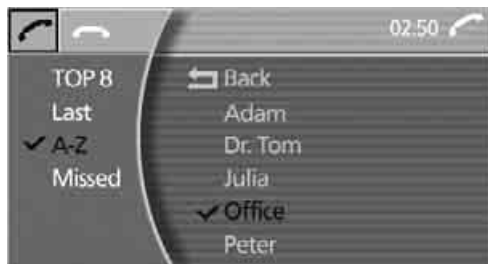 02:50
TOP 8
Last
A-Z
Missed
Back
Adam
Dr. Tom
Julia
Office
Peter